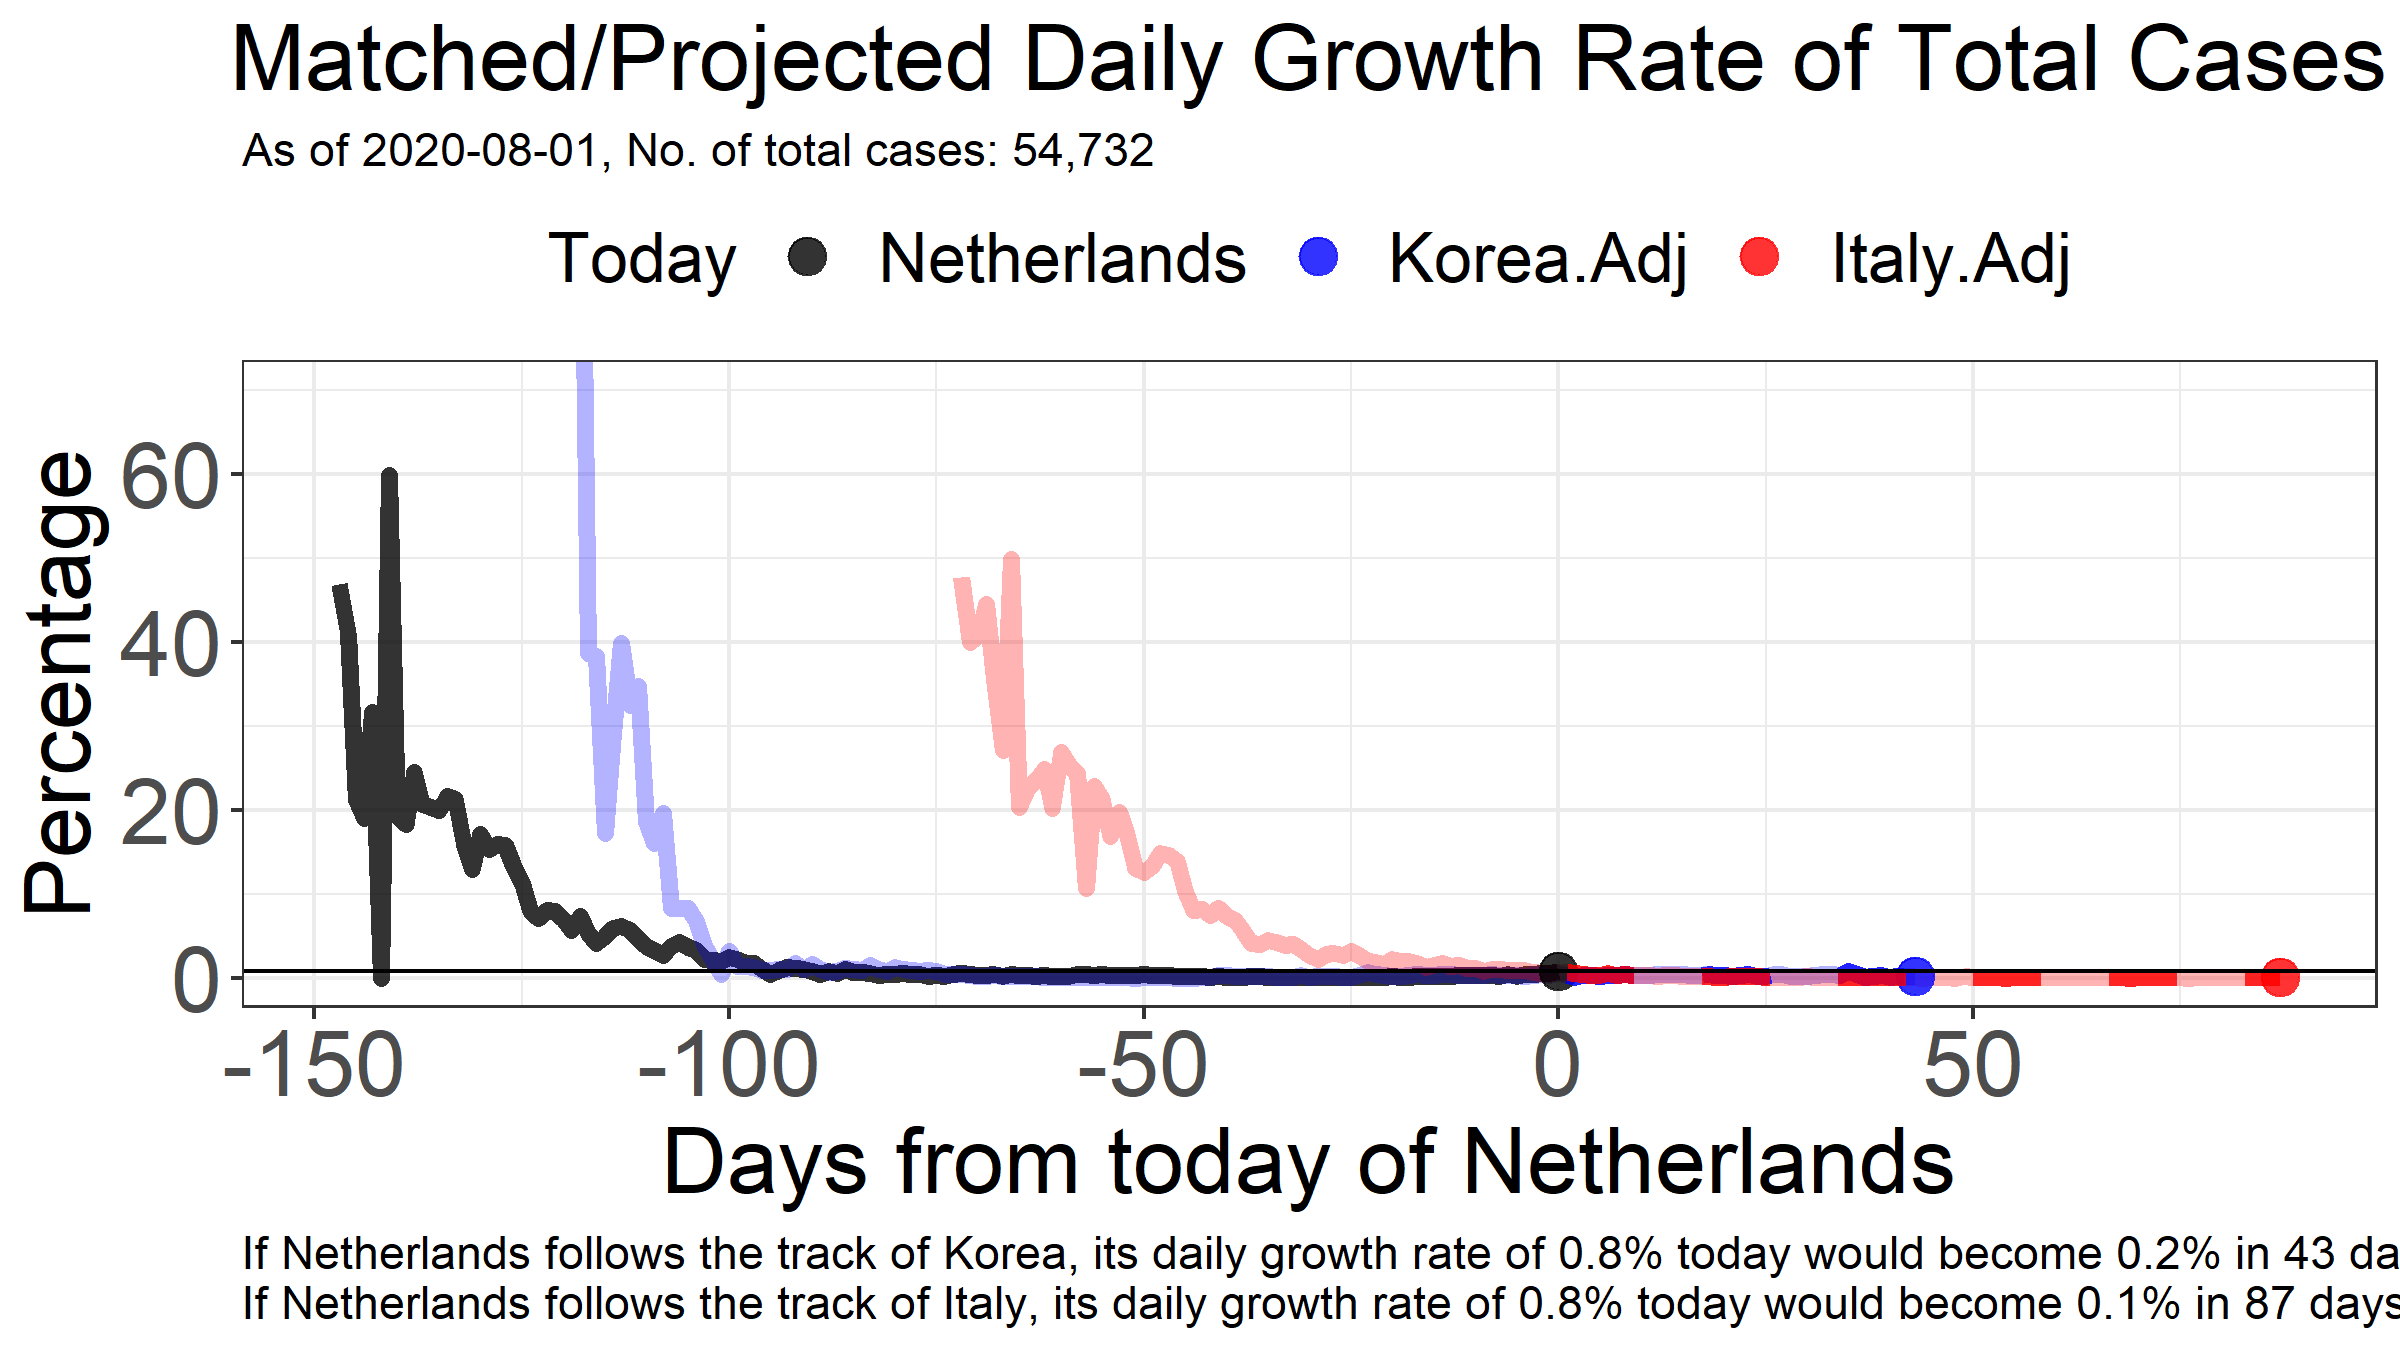 Matched/Projected Daily Growth Rate of Total Cases
As of 2020-08-01, No. of total cases: 54,732
Today Netherlands Korea.Adj Italy.Adj
Percentage
60
40
20
0
-150 -100 -50 0 50
Days from today of Netherlands
If Netherlands follows the track of Korea, its daily growth rate of 0.8% today would become 0.2% in 43 da
If Netherlands follows the track of Italy, its daily growth rate of 0.8% today would become 0.1% in 87 days